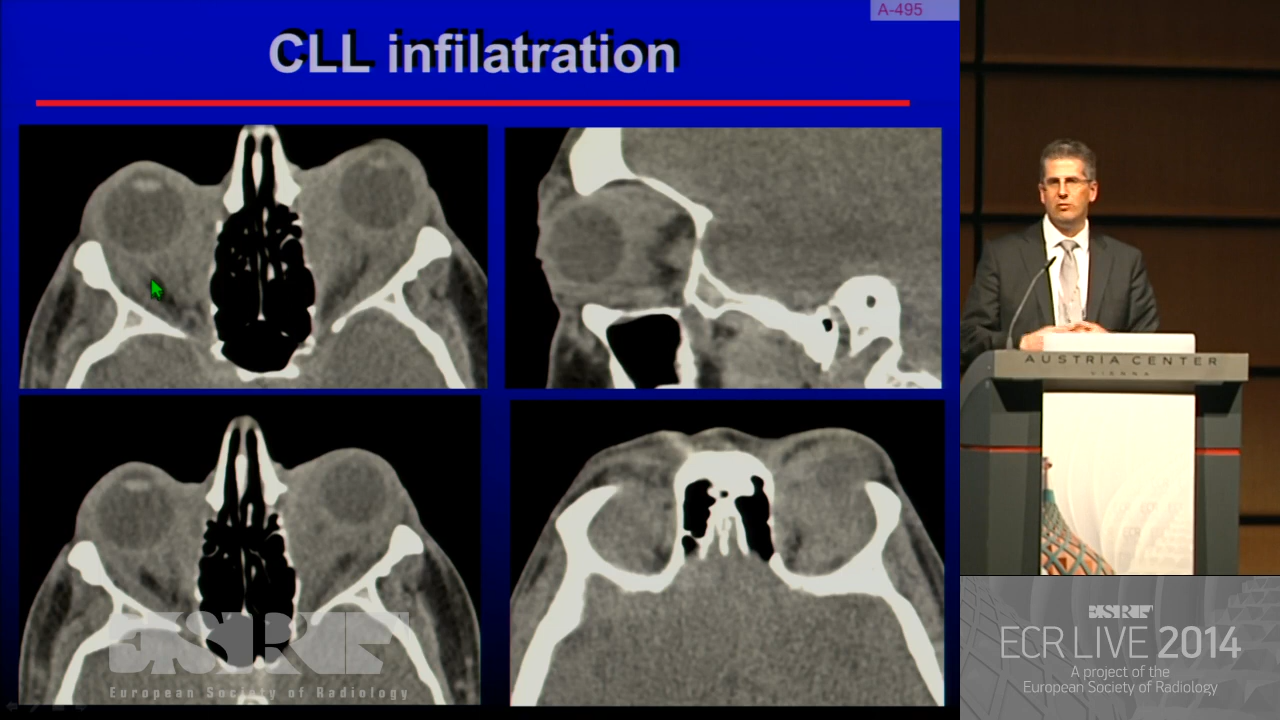 A-495
CLL infilatration
AUSTRIA CENTER
VIENNA
ECR
ESR
European Society of Radiology
ESR
ECR LIVE 2014
A project of the
European Society of Radiology